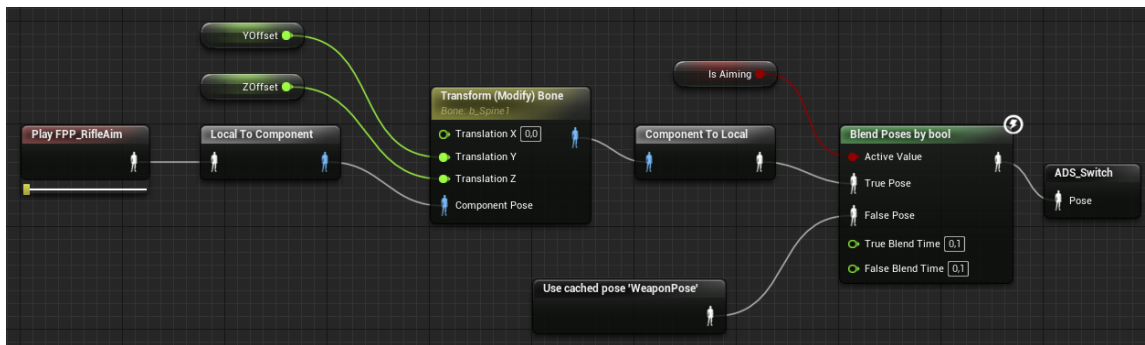 YOffset
ZOffset
Is Aiming
Transform (Modify) Bone
Bone: b_Spine1
Translation X 0,0
Translation Y
Translation Z
Component Pose
Play FPP_RifleAim
Local To Component
Component To Local
Blend Poses by bool
Active Value
True Pose
False Pose
True Blend Time 0,1
False Blend Time 0,1
ADS_Switch
Pose
Use cached pose 'WeaponPose'